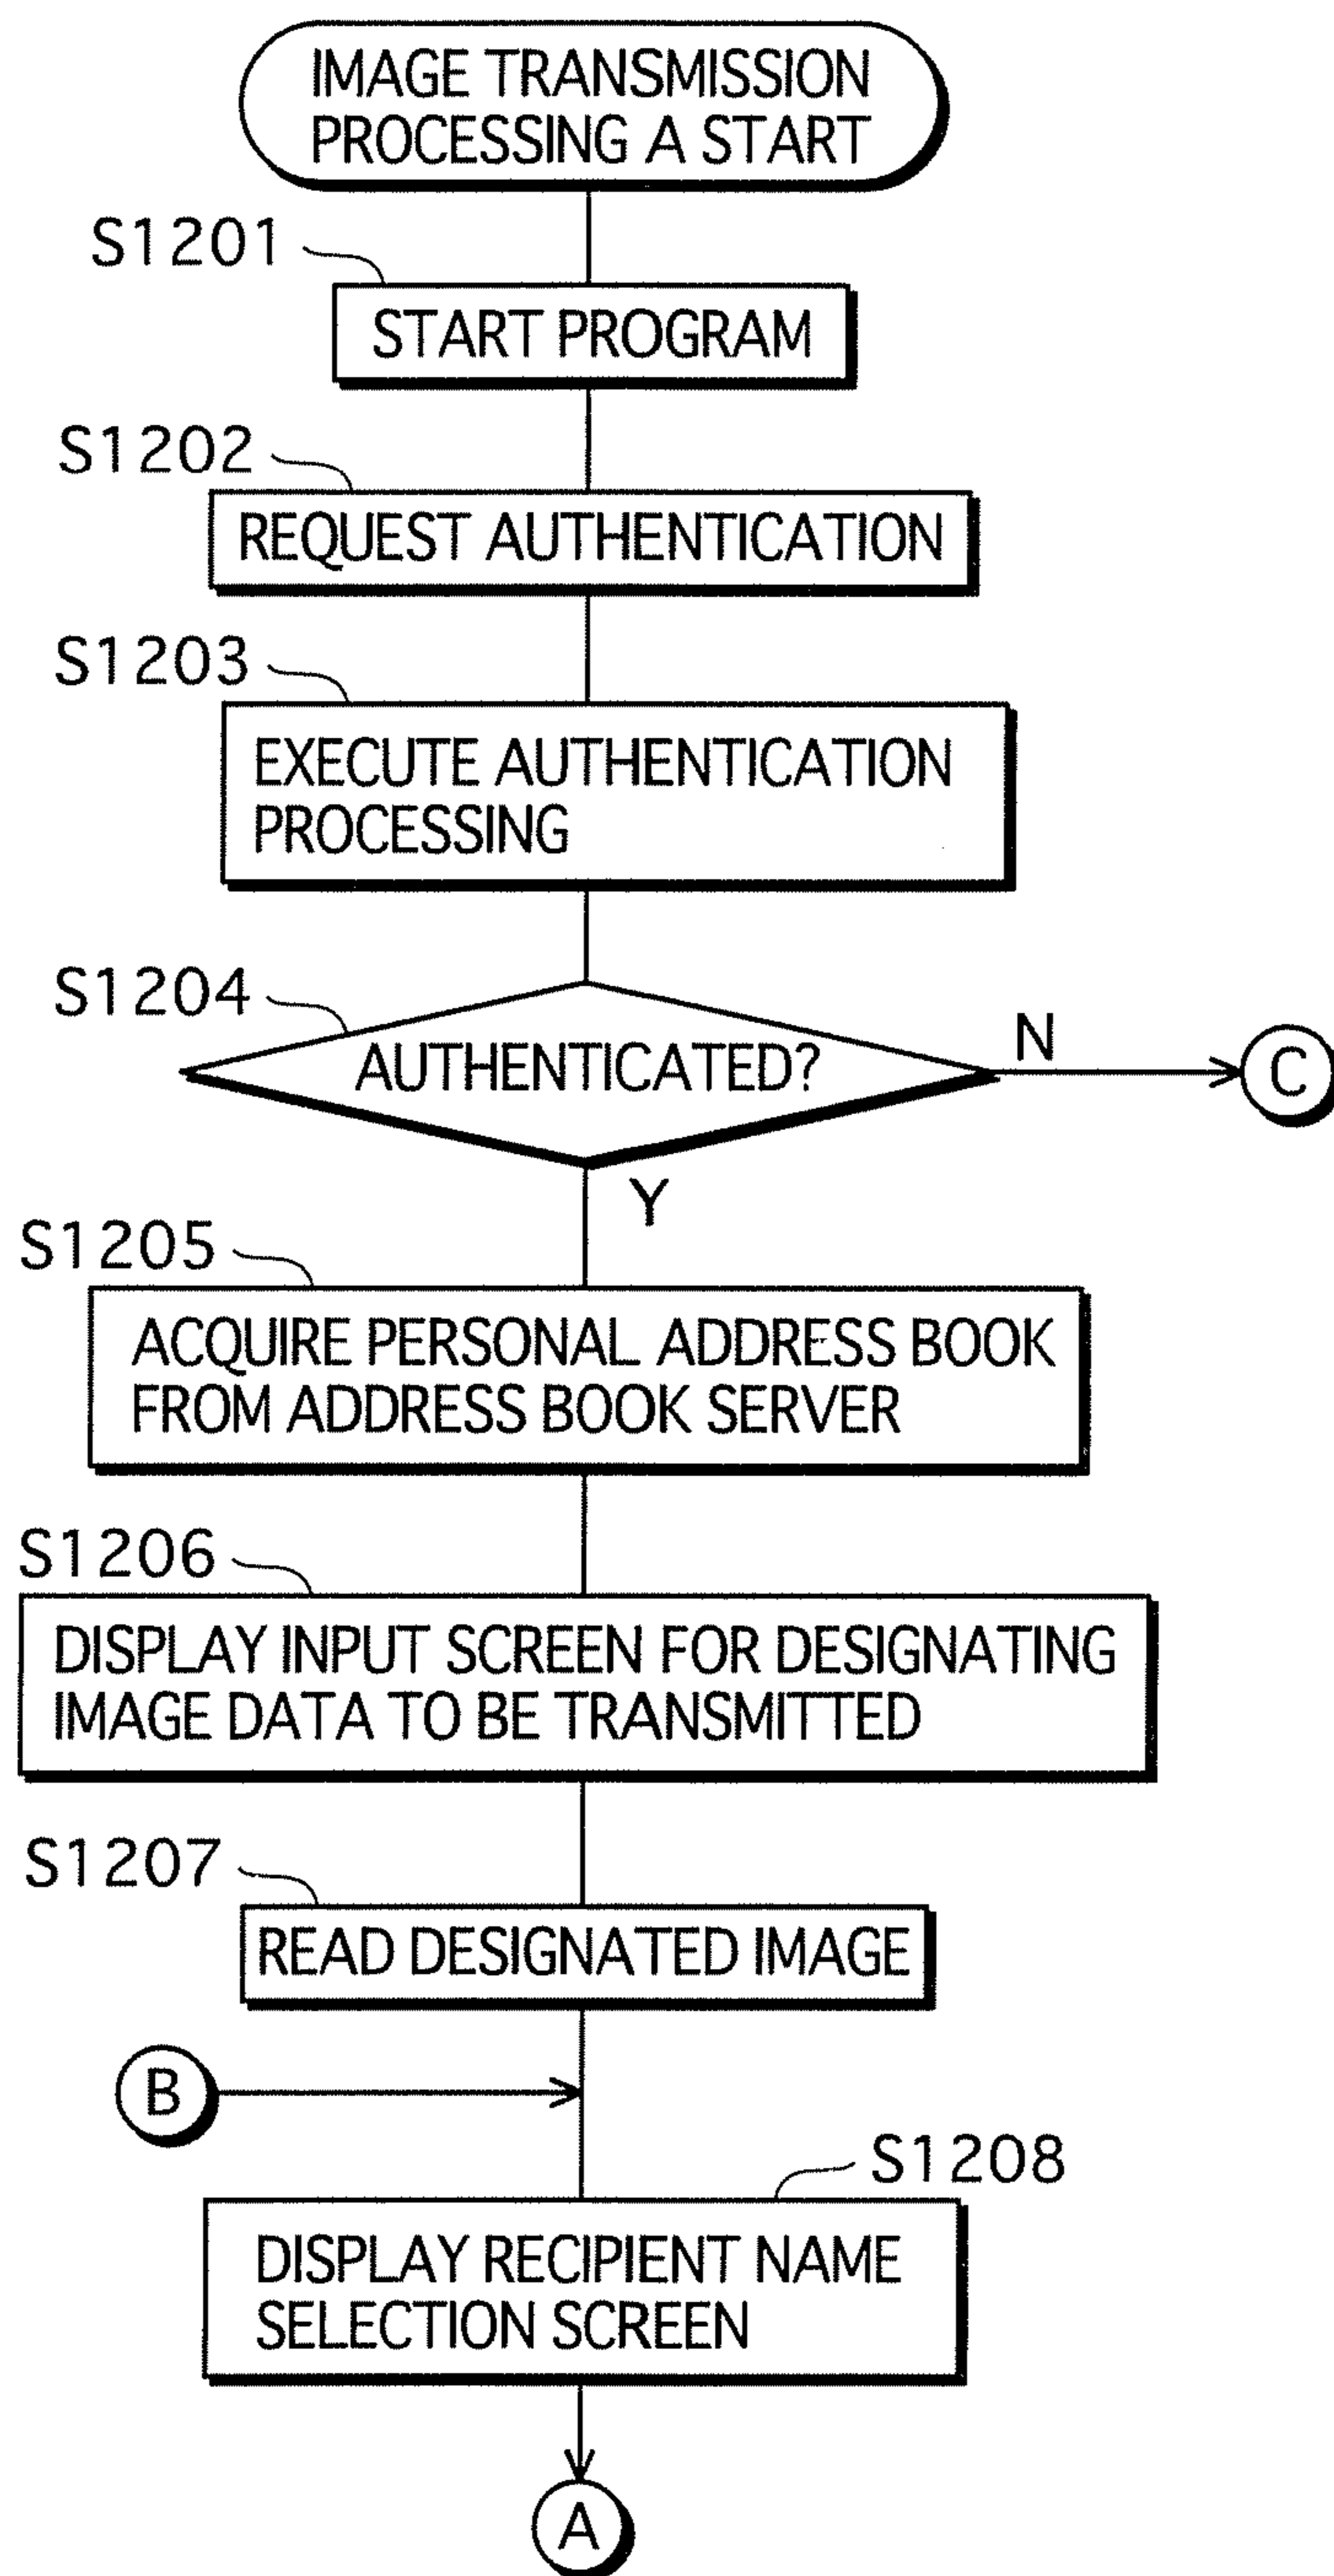 IMAGE TRANSMISSION
PROCESSING A START
S1201
START PROGRAM
S1202
REQUEST AUTHENTICATION
S1203
EXECUTE AUTHENTICATION
PROCESSING
S1204
AUTHENTICATED?
N
C
Y
S1205
ACQUIRE PERSONAL ADDRESS BOOK
FROM ADDRESS BOOK SERVER
S1206
DISPLAY INPUT SCREEN FOR DESIGNATING
IMAGE DATA TO BE TRANSMITTED
S1207
READ DESIGNATED IMAGE
B
S1208
DISPLAY RECIPIENT NAME
SELECTION SCREEN
A